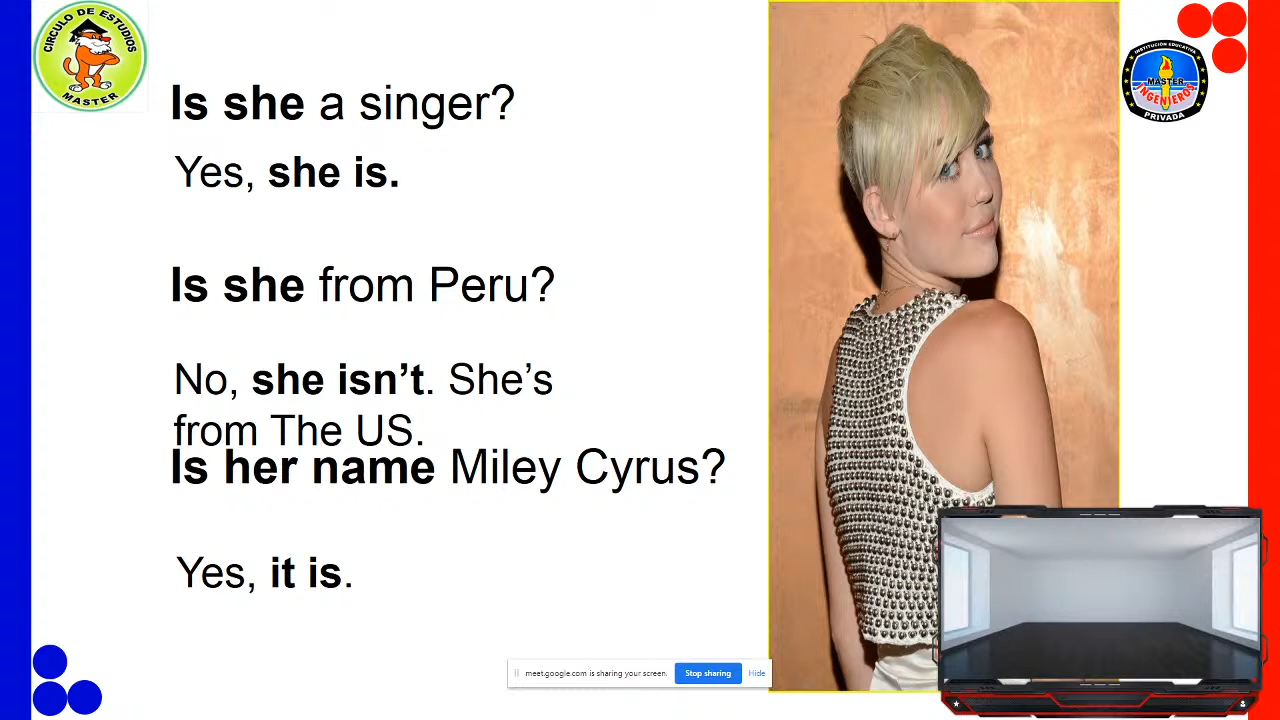 CIRCULO DE ESTUDIOS
MASTER
INSTITUCIÓN EDUCATIVA
MASTER
INGENIEROS
PRIVADA
Is she a singer?
Yes, she is.
Is she from Peru?
No, she isn’t. She’s
from The US.
Is her name Miley Cyrus?
Yes, it is.
meet.google.com is sharing your screen.
Stop sharing
Hide